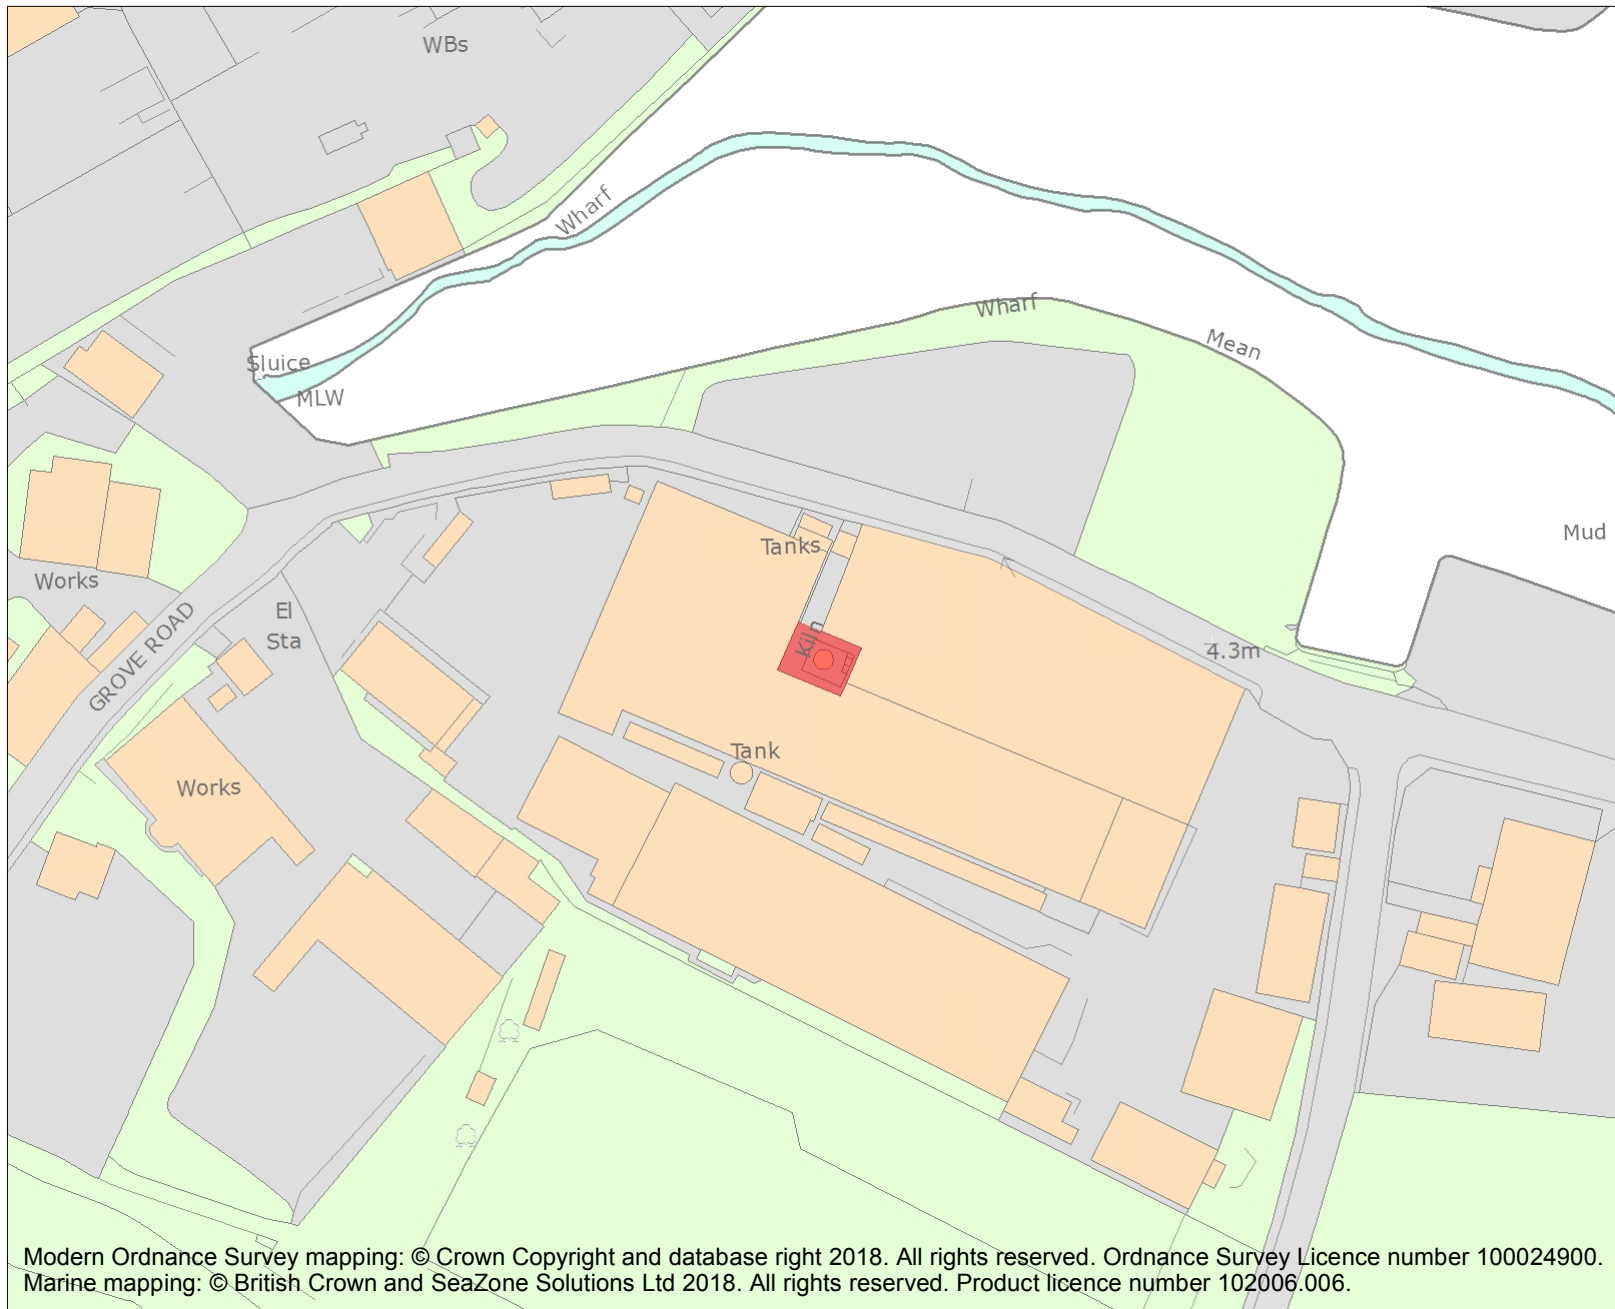 WBs
Wharf
Wharf
Mean
Sluice
MLW
Mud
Tanks
Works
El
Sta
Kiln
GROVE ROAD
4.3m
Tank
Works
Modern Ordnance Survey mapping: © Crown Copyright and database right 2018. All rights reserved. Ordnance Survey Licence number 100024900.
Marine mapping: © British Crown and SeaZone Solutions Ltd 2018. All rights reserved. Product licence number 102006.006.